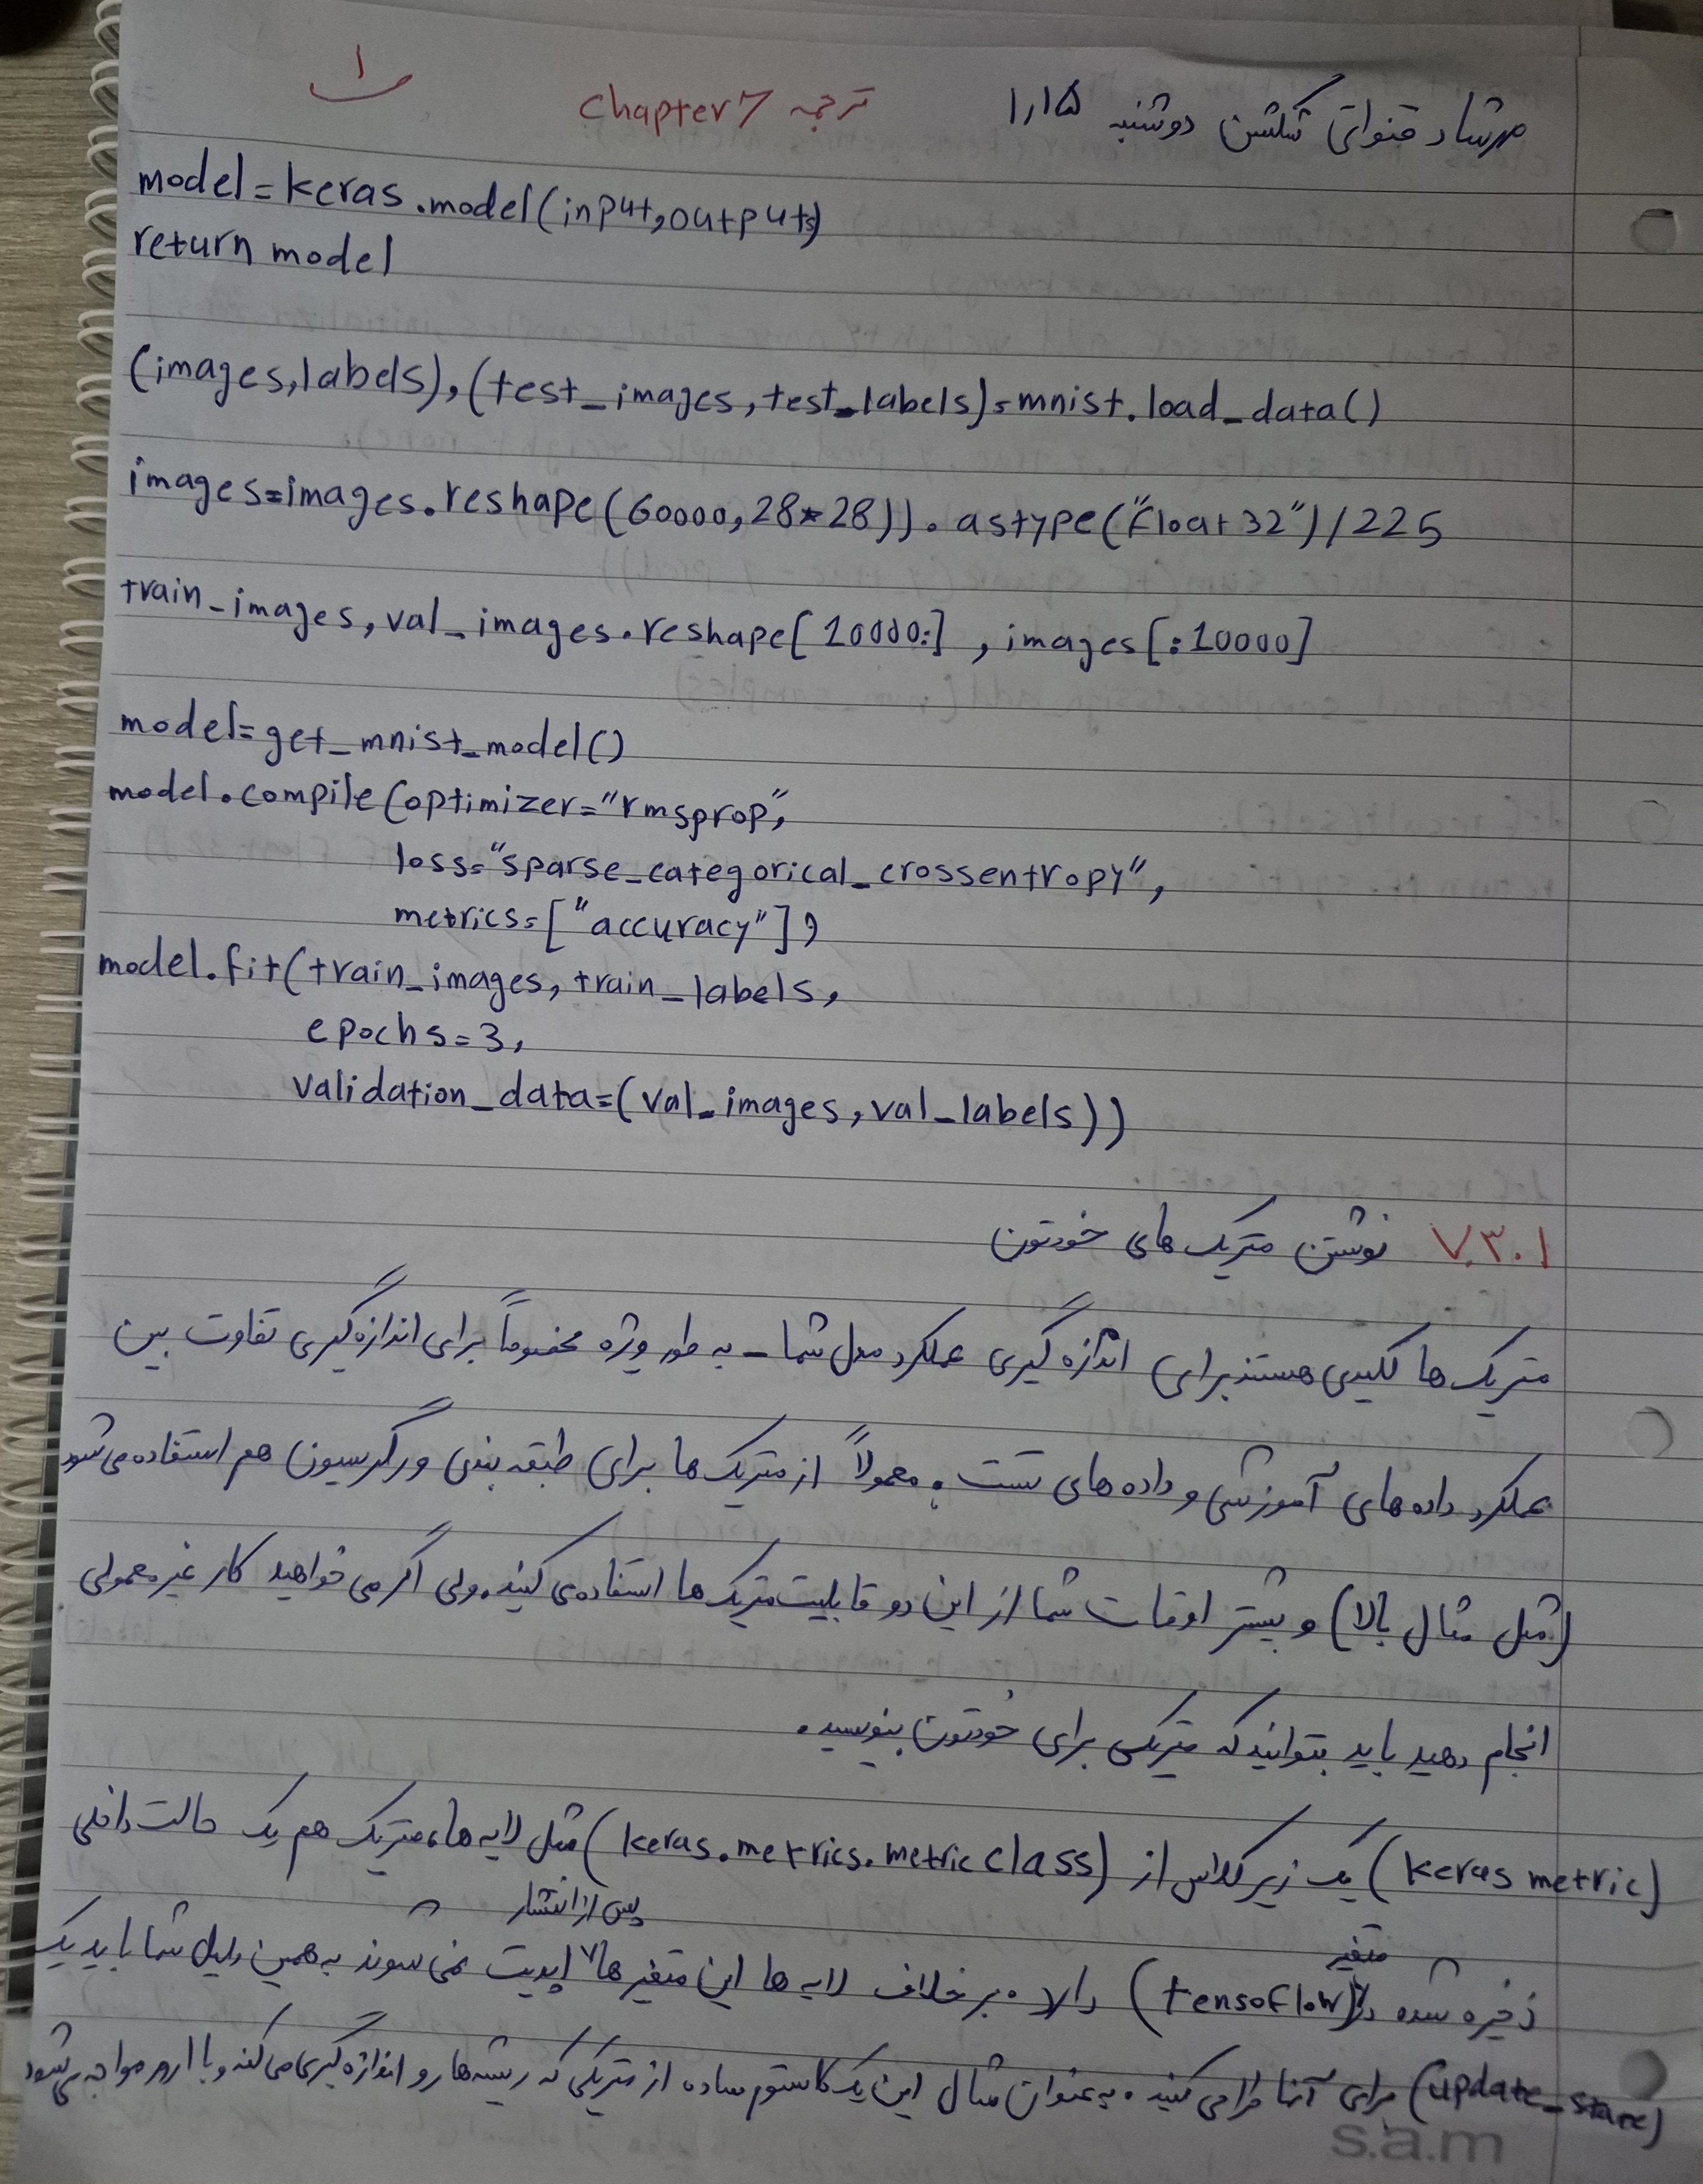 مهرشاد قنواتی گلشن دوشنبه ۱,۱۵
ترجمه Chapter 7
۱
model=keras.model(input,outputs)
return model
(images,labels),(test_images,test_labels)=mnist.load_data()
images=images.reshape(60000,28*28)).astype("float32")/225
train_images,val_images.reshape[10000:],images[:10000]
model=get_mnist_model()
model.compile(optimizer="rmsprop",
loss="sparse_categorical_crossentropy",
metrics=["accuracy"])
model.fit(train_images,train_labels,
epochs=3,
validation_data=(val_images,val_labels))
۷.۳.۱ نوشتن متریک های خودتون
متریک ها کلیدی هستند برای اندازه گیری عملکرد مدل شما - به طور ویژه مخصوصاً برای اندازه گیری تفاوت بین
عملکرد داده های آموزشی و داده های تست. معمولاً از متریک ها برای طبقه بندی و رگرسیون هم استفاده می شود
(مثل مثال بالا) و بیشتر اوقات شما از این دو قابلیت متریک ها استفاده ی کنید. ولی اگر می خواهید کار غیر معمولی
انجام دهید باید بتوانید که متریکی برای خودتون بنویسید.
(keras metric) یک زیر کلاس از (keras.metrics.metric class) مثل لایه ها، متریک هم یک حالت داخلی
ذخیره شده در متغیر (tensoflow) دارد. برخلاف لایه ها این متغیر ها پس از انتشار آپدیت نمی شوند به همین دلیل شما باید یک
(update_state) برای آنها طراحی کنید. به عنوان مثال این یک کاستوم ساده از متریکی که ریشه ها رو اندازه گیری می کنه و با ارور مواجه می شود
s.a.m